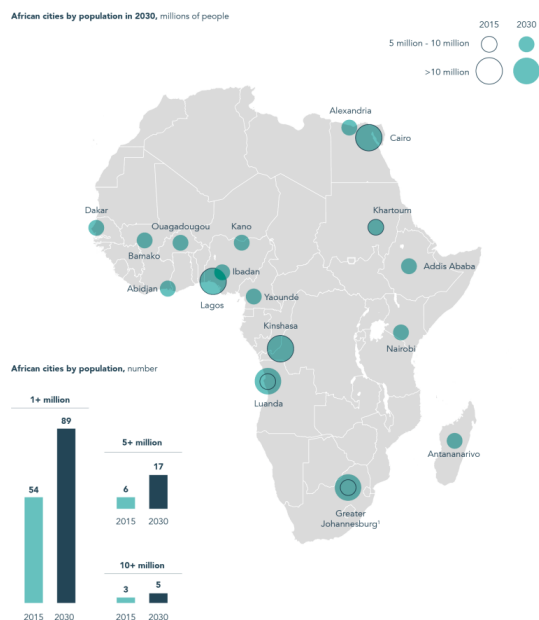 African cities by population in 2030, millions of people
2015 2030
5 million - 10 million
>10 million
Alexandria
Cairo
Dakar
Ouagadougou
Kano
Khartoum
Bamako
Ibadan
Addis Ababa
Abidjan
Yaoundé
Lagos
Kinshasa
Nairobi
Luanda
Antananarivo
Greater
Johannesburg¹
African cities by population, number
1+ million
89
54
2015 2030
5+ million
17
6
2015 2030
10+ million
5
3
2015 2030